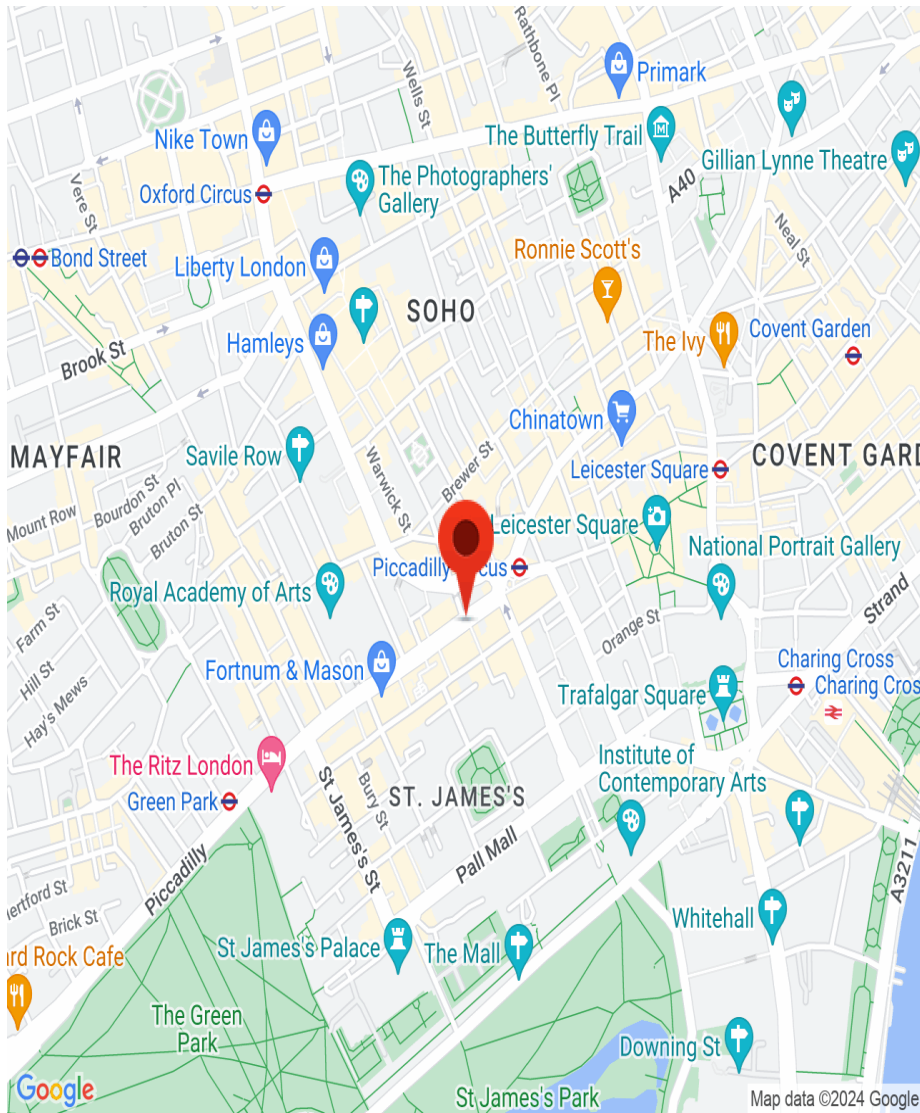 Rathbone Pl
Primark
Wells St
Nike Town
The Butterfly Trail
Gillian Lynne Theatre
A40
Vere St
Oxford Circus
The Photographers'
Gallery
Neal St
Bond Street
Liberty London
Ronnie Scott's
SOHO
Hamleys
The Ivy
Covent Garden
Brook St
Chinatown
MAYFAIR
Savile Row
Warwick St
Brewer St
Leicester Square
COVENT GARD
Bourdon St
Mount Row
Bruton Pl
Bruton St
Leicester Square
National Portrait Gallery
Piccadilly
cus
Royal Academy of Arts
Strand
Farm St
Orange St
Hill St
Fortnum & Mason
Charing Cross
Charing Cros
Hay's Mews
Trafalgar Square
The Ritz London
Institute of
Contemporary Arts
St James's St
Bury St
ST. JAMES'S
Green Park
Pall Mall
Piccadilly
A3211
ertford St
Brick St
Whitehall
St James's Palace
The Mall
ard Rock Cafe
The Green
Park
Downing St
Google
St James's Park
Map data ©2024 Google